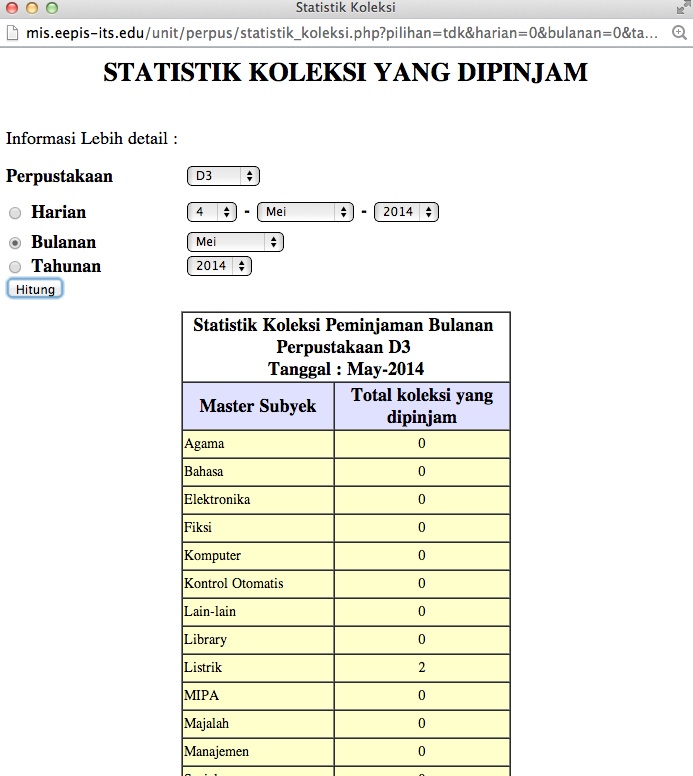 Statistik Koleksi
mis.eepis-its.edu/unit/perpus/statistik_koleksi.php?pilihan=tdk&harian=0&bulanan=0&ta...
STATISTIK KOLEKSI YANG DIPINJAM
Informasi Lebih detail :
Perpustakaan D3
Harian 4 - Mei - 2014
Bulanan Mei
Tahunan 2014
Hitung
Statistik Koleksi Peminjaman Bulanan
Perpustakaan D3
Tanggal : May-2014
Master Subyek Total koleksi yang
dipinjam
Agama 0
Bahasa 0
Elektronika 0
Fiksi 0
Komputer 0
Kontrol Otomatis 0
Lain-lain 0
Library 0
Listrik 2
MIPA 0
Majalah 0
Manajemen 0